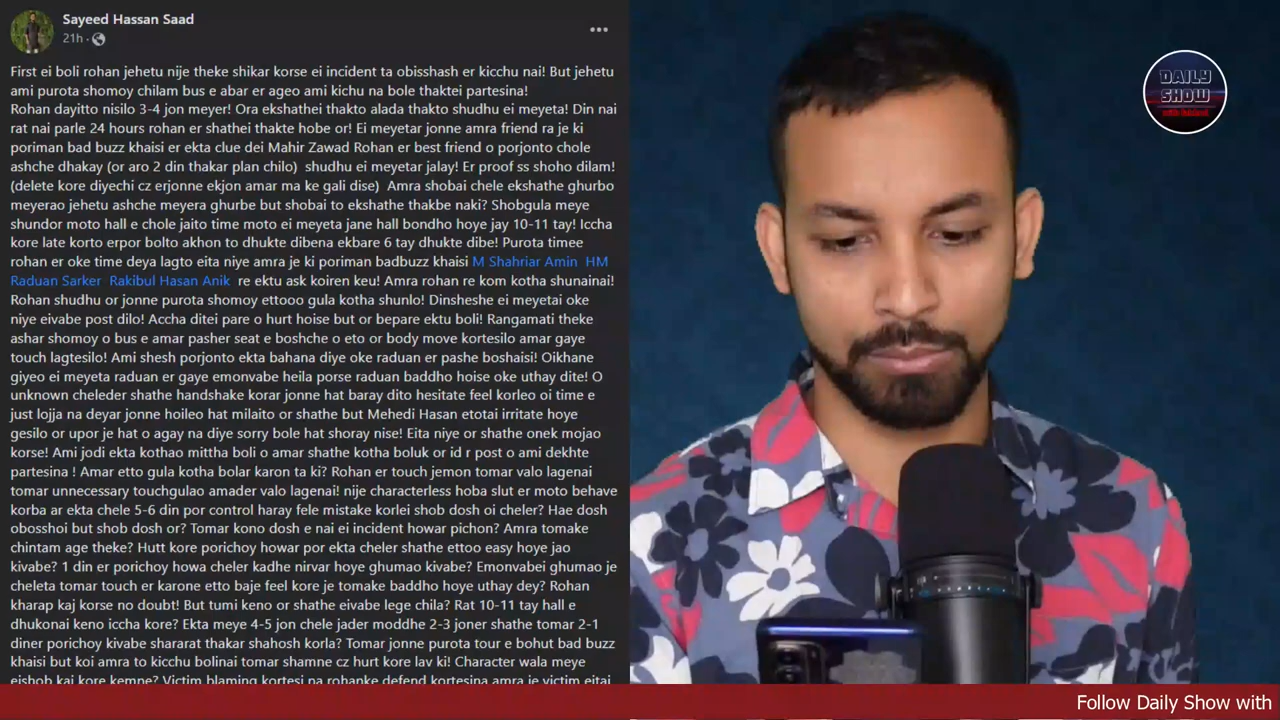 Sayeed Hassan Saad
21h
First ei boli rohan jehetu nije theke shikar korse ei incident ta obisshash er kicchu nai! But jehetu
ami purota shomoy chilam bus e abar er ageo ami kichu na bole thaktei partesina!
Rohan dayitto nisilo 3-4 jon meyer! Ora ekshathei thakto alada thakto shudhu ei meyeta! Din nai
rat nai parle 24 hours rohan er shathei thakte hobe or! Ei meyetar jonne amra friend ra je ki
poriman bad buzz khaisi er ekta clue dei Mahir Zawad Rohan er best friend o porjonto chole
ashche dhakay (or aro 2 din thakar plan chilo) shudhu ei meyetar jalay! Er proof ss shoho dilam!
(delete kore diyechi cz erjonne ekjon amar ma ke gali dise) Amra shobai chele ekshathe ghurbo
meyerao jehetu ashche meyera ghurbe but shobai to ekshathe thakbe naki? Shobgula meye
shundor moto hall e chole jaito time moto ei meyeta jane hall bondho hoye jay 10-11 tay! Iccha
kore late korto erpor bolto akhon to dhukte dibena ekbare 6 tay dhukte dibe! Purota timee
rohan er oke time deya lagto eita niye amra je ki poriman badbuzz khaisi M Shahriar Amin HM
Raduan Sarker Rakibul Hasan Anik re ektu ask koiren keu! Amra rohan re kom kotha shunainai!
Rohan shudhu or jonne purota shomoy ettooo gula kotha shunlo! Dinsheshe ei meyetai oke
niye eivabe post dilo! Accha ditei pare o hurt hoise but or bepare ektu boli! Rangamati theke
ashar shomoy o bus e amar pasher seat e boshche o eto or body move kortesilo amar gaye
touch lagtesilo! Ami shesh porjonto ekta bahana diye oke raduan er pashe boshaisi! Oikhane
giyeo ei meyeta raduan er gaye emonvabe heila porse raduan baddho hoise oke uthay dite! O
unknown cheleder shathe handshake korar jonne hat baray dito hesitate feel korleo oi time e
just lojja na deyar jonne hoileo hat milaito or shathe but Mehedi Hasan etotai irritate hoye
gesilo or upor je hat o agay na diye sorry bole hat shoray nise! Eita niye or shathe onek mojao
korse! Ami jodi ekta kothao mittha boli o amar shathe kotha boluk or id r post o ami dekhte
partesina ! Amar etto gula kotha bolar karon ta ki? Rohan er touch jemon tomar valo lagenai
tomar unnecessary touchgulao amader valo lagenai! nije characterless hoba slut er moto behave
korba ar ekta chele 5-6 din por control haray fele mistake korlei shob dosh oi cheler? Hae dosh
obosshoi but shob dosh or? Tomar kono dosh e nai ei incident howar pichon? Amra tomake
chintam age theke? Hutt kore porichoy howar por ekta cheler shathe ettoo easy hoye jao
kivabe? 1 din er porichoy howa cheler kadhe nirvar hoye ghumao kivabe? Emonvabei ghumao je
cheleta tomar touch er karone etto baje feel kore je tomake baddho hoye uthay dey? Rohan
kharap kaj korse no doubt! But tumi keno or shathe eivabe lege chila? Rat 10-11 tay hall e
dhukonai keno iccha kore? Ekta meye 4-5 jon chele jader moddhe 2-3 joner shathe tomar 2-1
diner porichoy kivabe shararat thakar shahosh korla? Tomar jonne purota tour e bohut bad buzz
khaisi but koi amra to kicchu bolinai tomar shamne cz hurt kore lav ki! Character wala meye
eishob kaj kore kemne? Victim blaming kortesi na rohanke defend kortesina amra je victim eitai
DAILY
SHOW
Follow Daily Show with